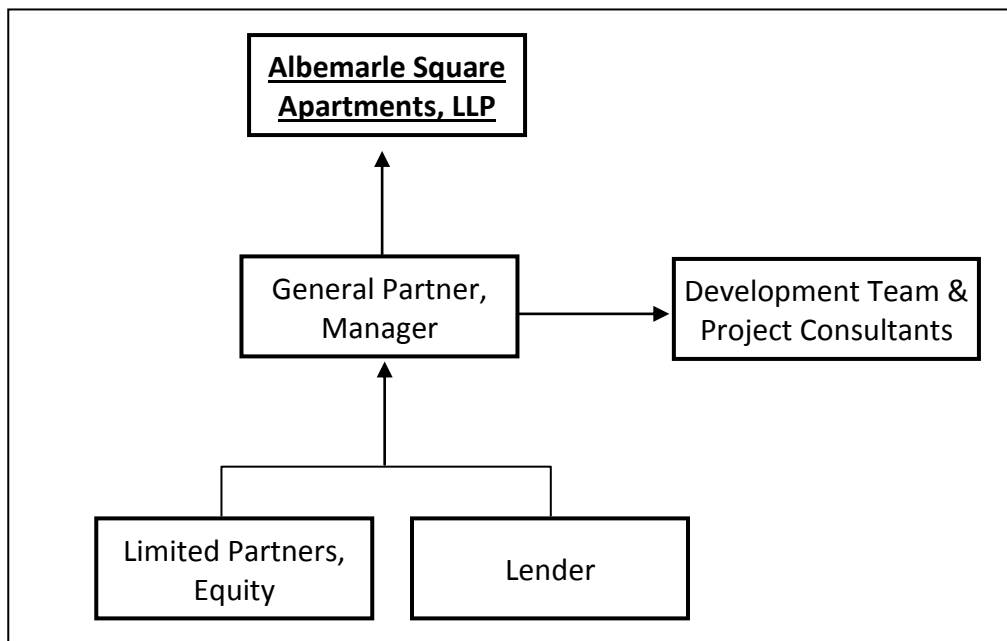 Albemarle Square
Apartments, LLP
General Partner,
Manager
Development Team &
Project Consultants
Limited Partners,
Equity
Lender